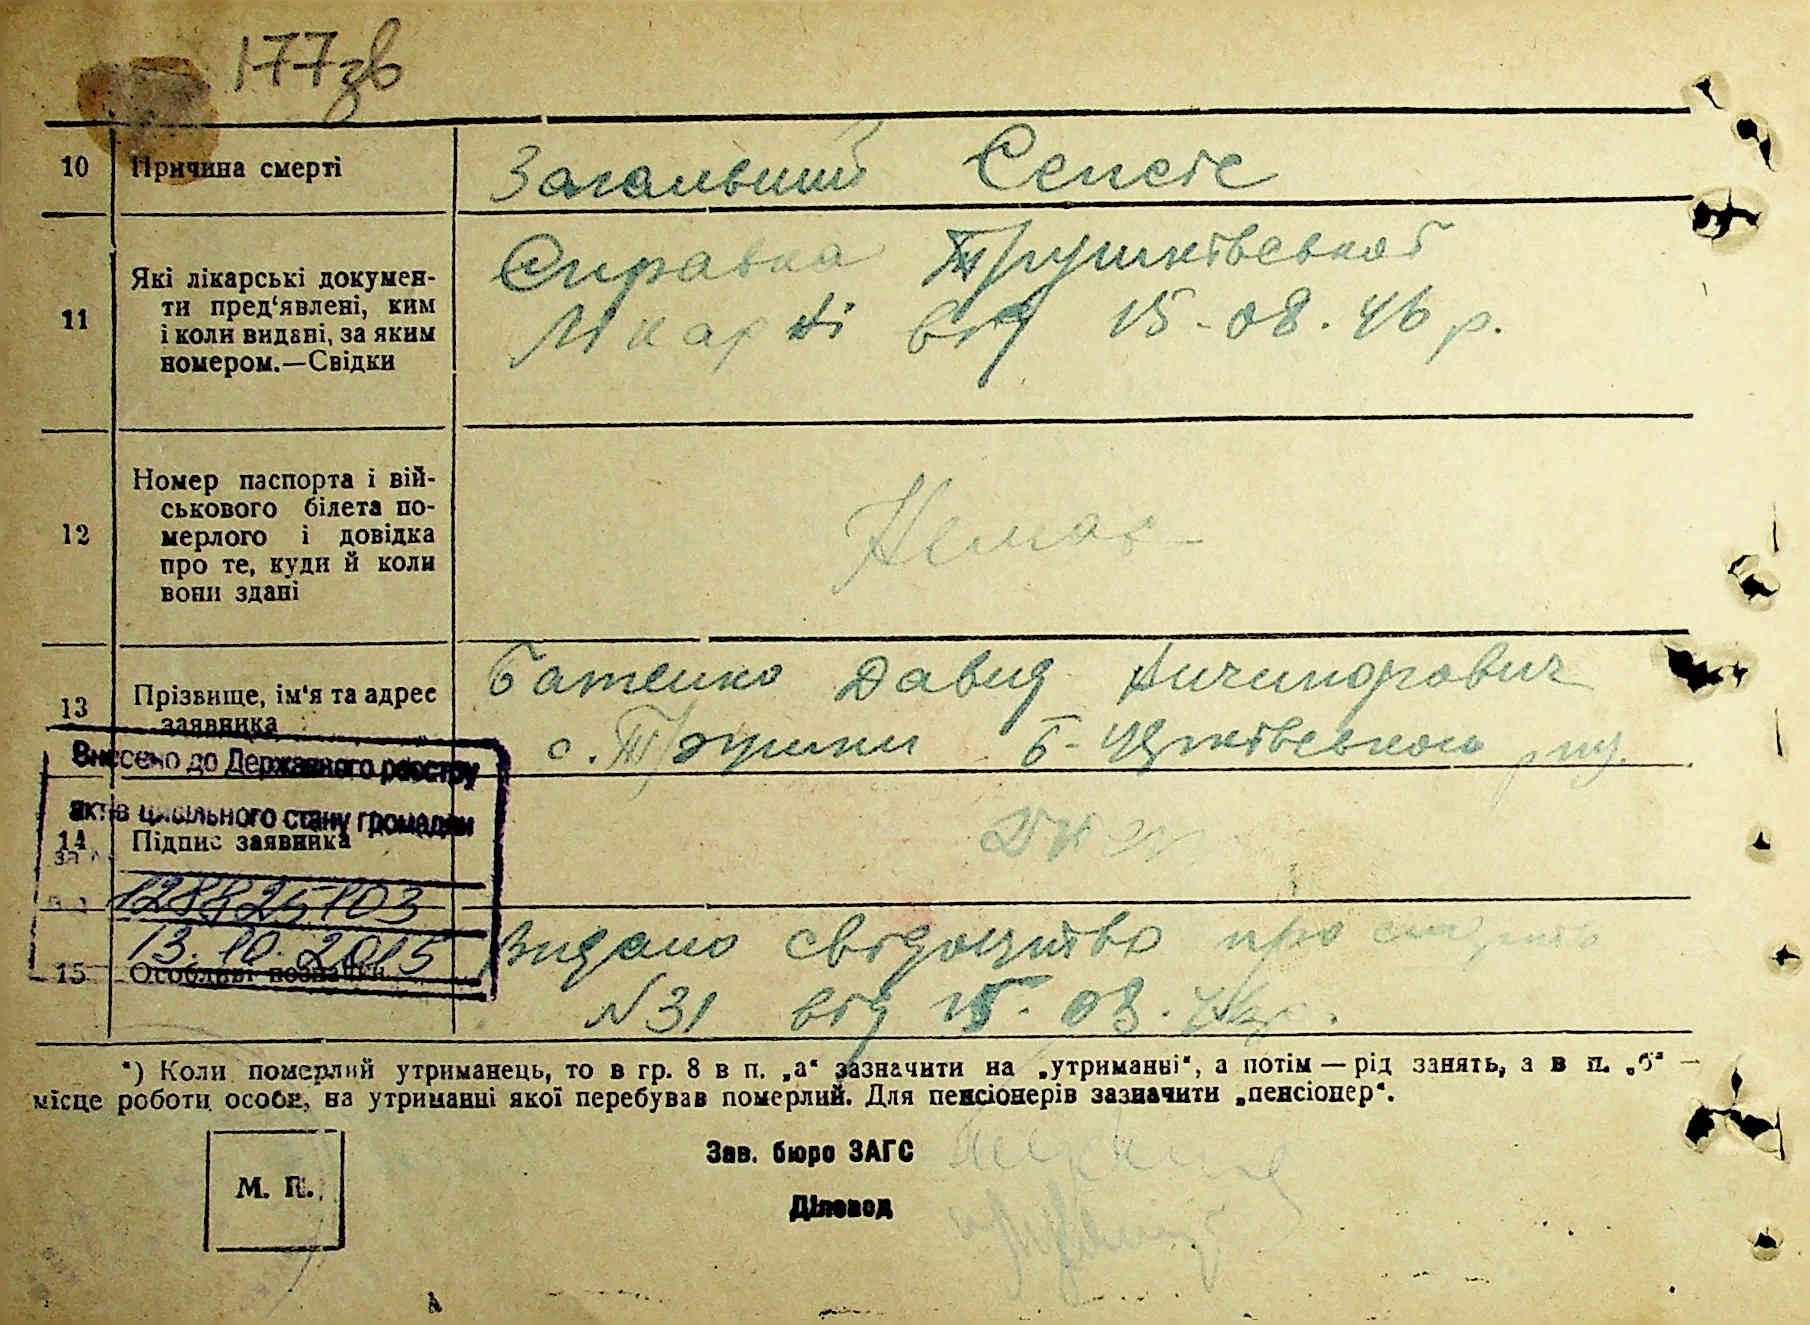 177зв
10 Причина смерті Загальний Сепсіс
11 Які лікарські докумен-
ти пред'явлені, ким
і коли видані, за яким
номером.—Свідки
Справка Трушківської
Лікарні від 15-08.46 р.
12 Номер паспорта і вій-
ськового білета по-
мерлого і довідка
про те, куди й коли
вони здані
Немає
13 Прізвище, ім'я та адрес
заявника
Батенко Давид Ничипорович
с. Трушки Б-Церківського р-ну.
Внесено до Державного реєстру
актів цивільного стану громадян
14 Підпис заявника
за №
13.10.2015
15 Особливі позначки
Видано свідоцтво про смерть
№31 від 15.08.46р.
*) Коли померлий утриманець, то в гр. 8 в п. „а“ зазначити на „утриманні“, а потім — рід занять, а в п. „б“ —
місце роботи особи, на утриманні якої перебував померлий. Для пенсіонерів зазначити „пенсіонер“.
Зав. бюро ЗАГС
М. П.
Діловод